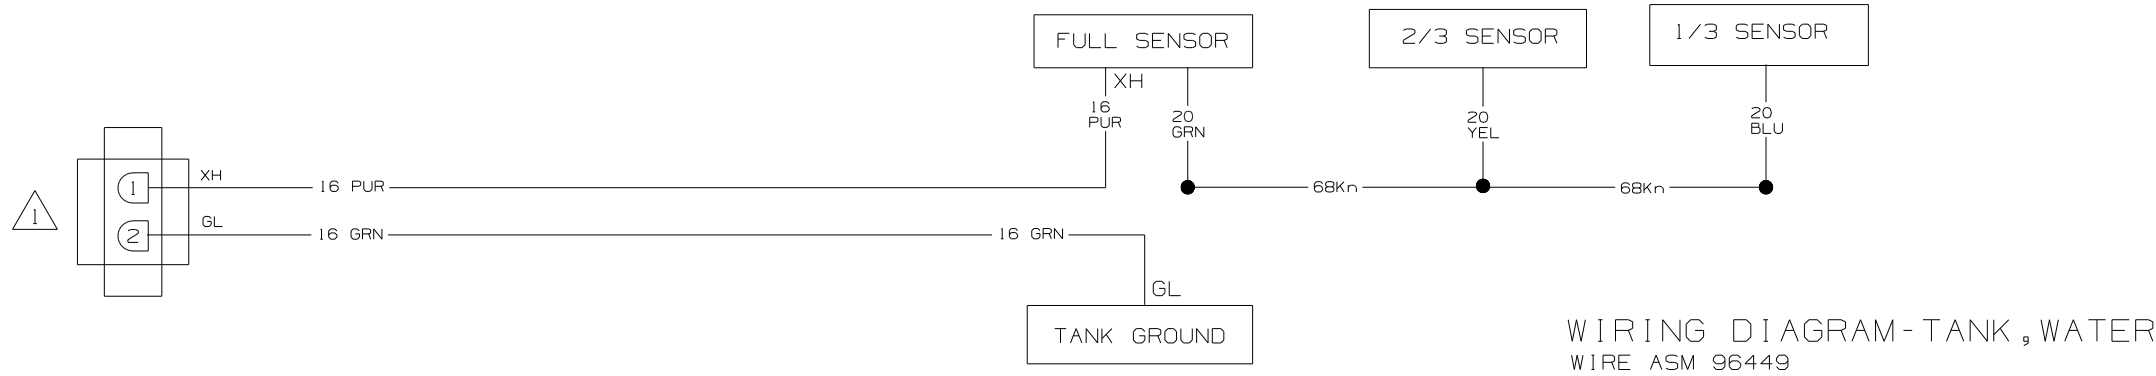 FULL SENSOR
2/3 SENSOR
1/3 SENSOR
XH
16
PUR
20
GRN
20
YEL
20
BLU
1
XH
16 PUR
68Kn
68Kn
1
2
GL
16 GRN
16 GRN
GL
TANK GROUND
WIRING DIAGRAM-TANK,WATER
WIRE ASM 96449